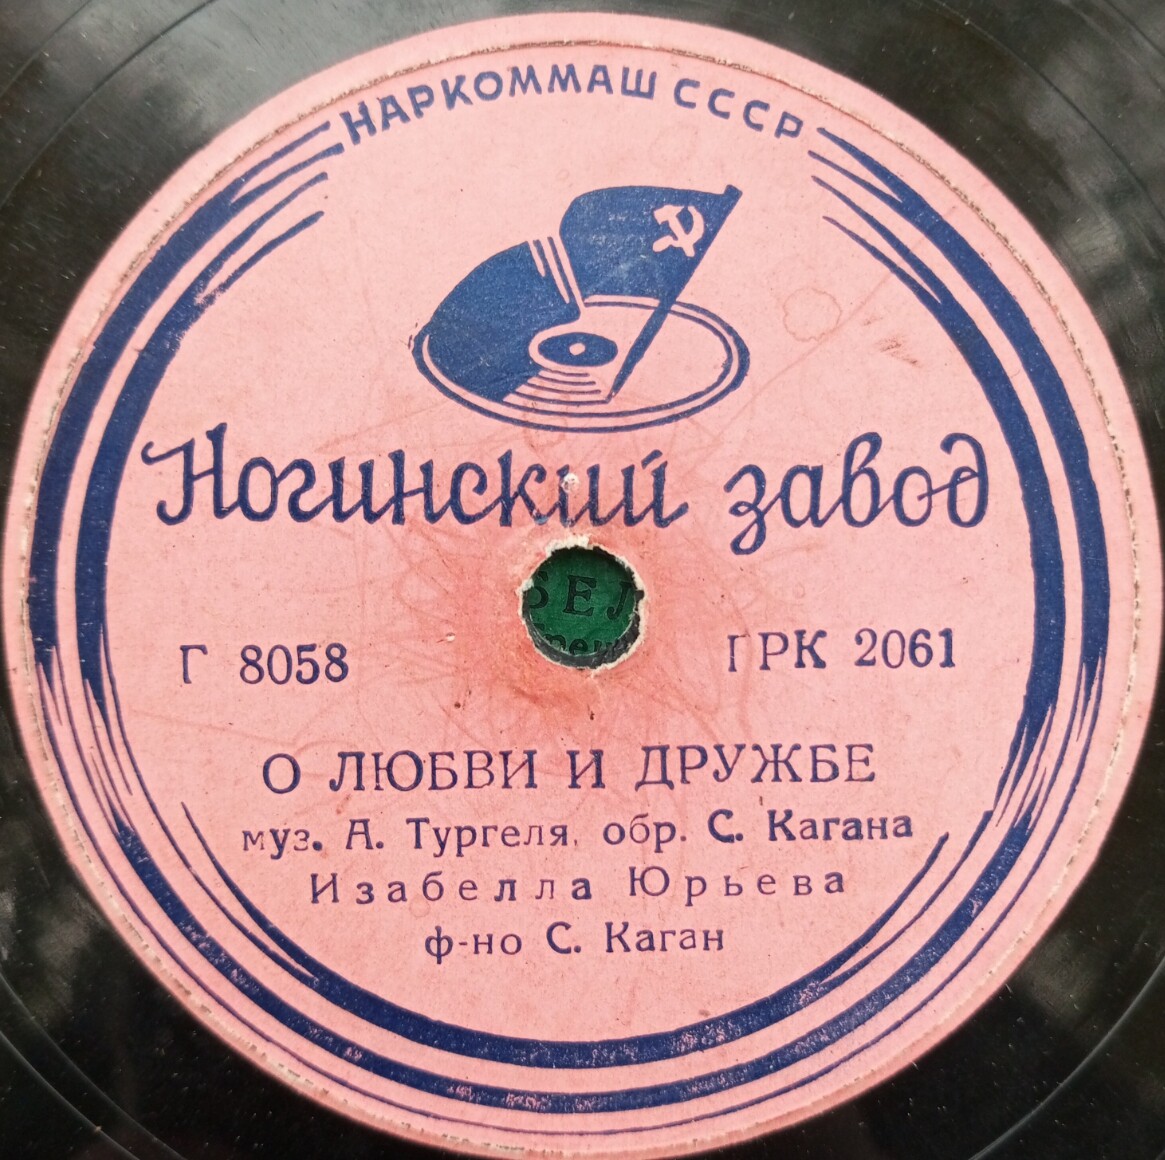 НАРКОММАШ СССР
Ногинский завод
Г 8058 ГРК 2061
О ЛЮБВИ И ДРУЖБЕ
муз. А. Тургеля, обр. С. Кагана
Изабелла Юрьева
ф-но С. Каган